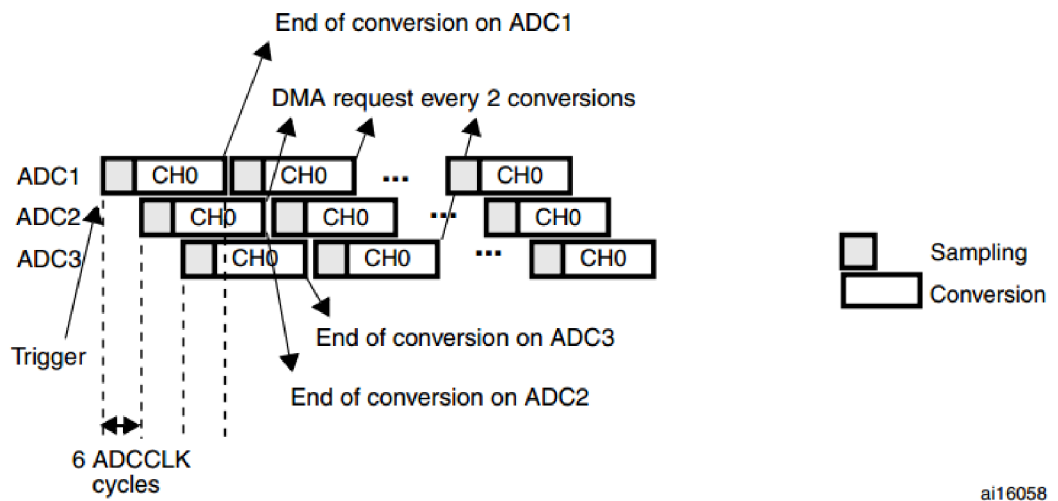 End of conversion on ADC1
DMA request every 2 conversions
ADC1 CH0 CH0 ... CH0
ADC2 CH0 CH0 ... CH0
ADC3 CH0 CH0 ... CH0
Sampling
Conversion
End of conversion on ADC3
Trigger
End of conversion on ADC2
6 ADCCLK
cycles
ai16058